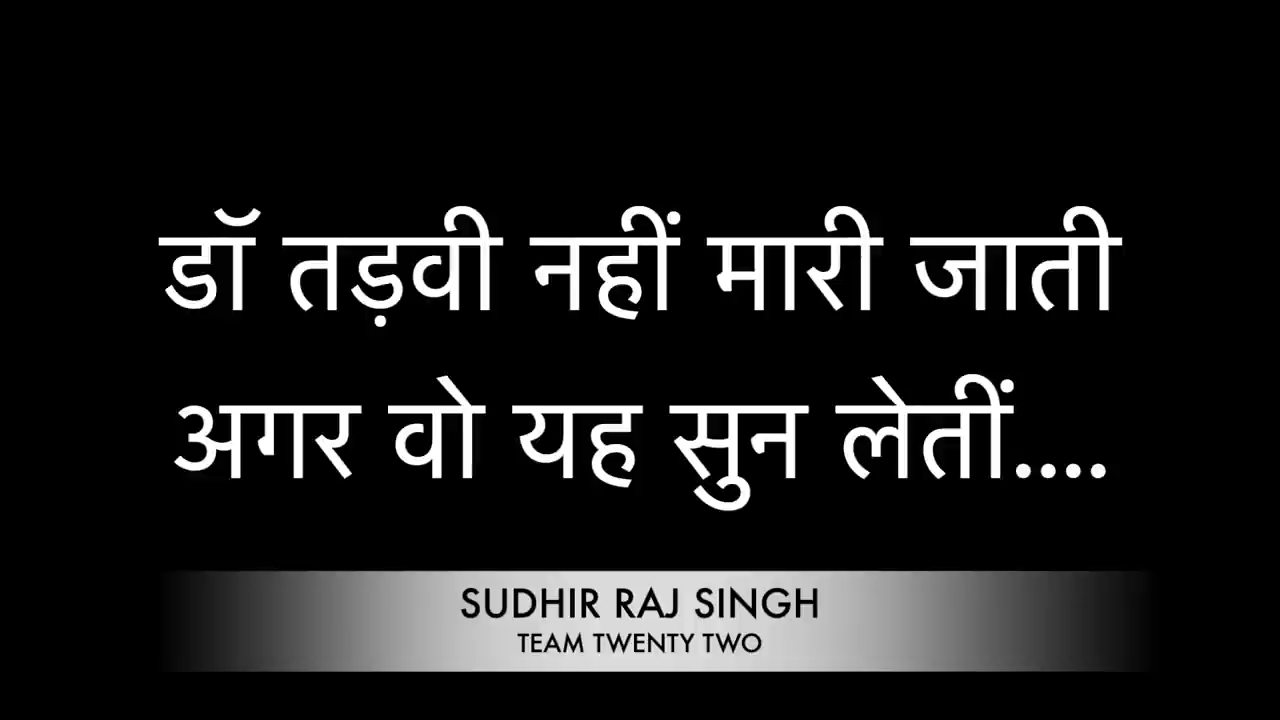 डॉ तड़वी नहीं मारी जाती
अगर वो यह सुन लेतीं....
SUDHIR RAJ SINGH
TEAM TWENTY TWO